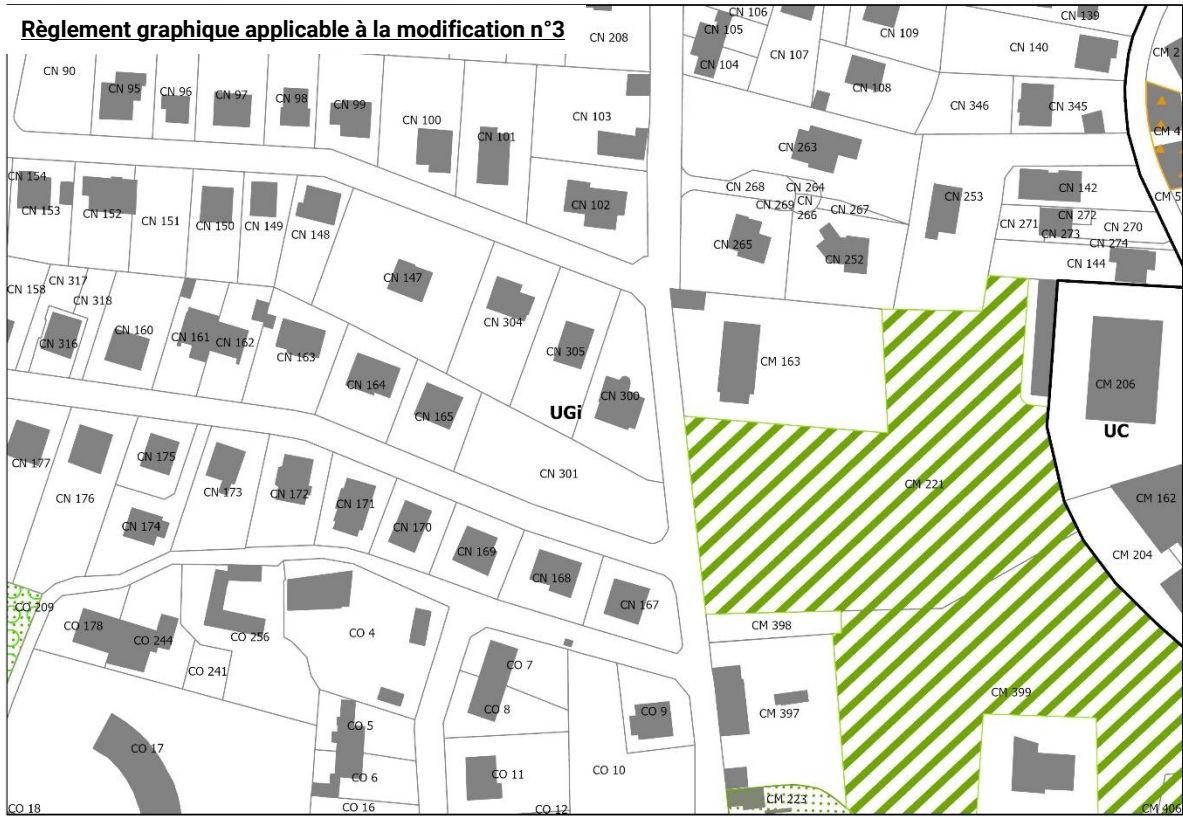 Règlement graphique applicable à la modification n°3
CN 106
CN 105
CN 104
CN 208
CN 107
CN 109
CN 139
CN 140
CM 2
CN 90
CN 95
CN 96
CN 97
CN 98
CN 99
CN 100
CN 101
CN 103
CN 108
CN 346
CN 345
CM 4
CN 263
CN 154
CN 153
CN 152
CN 151
CN 150
CN 149
CN 148
CN 102
CN 268
CN 264
CN 269
CN
266
CN 267
CN 253
CN 142
CM 5
CN 271
CN 272
CN 273
CN 270
CN 274
CN 265
CN 252
CN 144
CN 158
CN 317
CN 318
CN 147
CN 304
CN 316
CN 160
CN 161
CN 162
CN 163
CN 305
CM 163
CN 164
CN 165
CN 300
CM 206
UGi
UC
CN 177
CN 176
CN 175
CN 173
CN 172
CN 301
CM 221
CM 162
CN 174
CN 171
CN 170
CN 169
CN 168
CN 167
CM 204
CO 209
CO 178
CO 244
CO 256
CO 4
CM 398
CO 241
CO 7
CO 8
CM 399
CO 5
CO 9
CM 397
CO 17
CO 6
CO 11
CO 10
CO 18
CO 16
CO 12
CM 223
CM 406